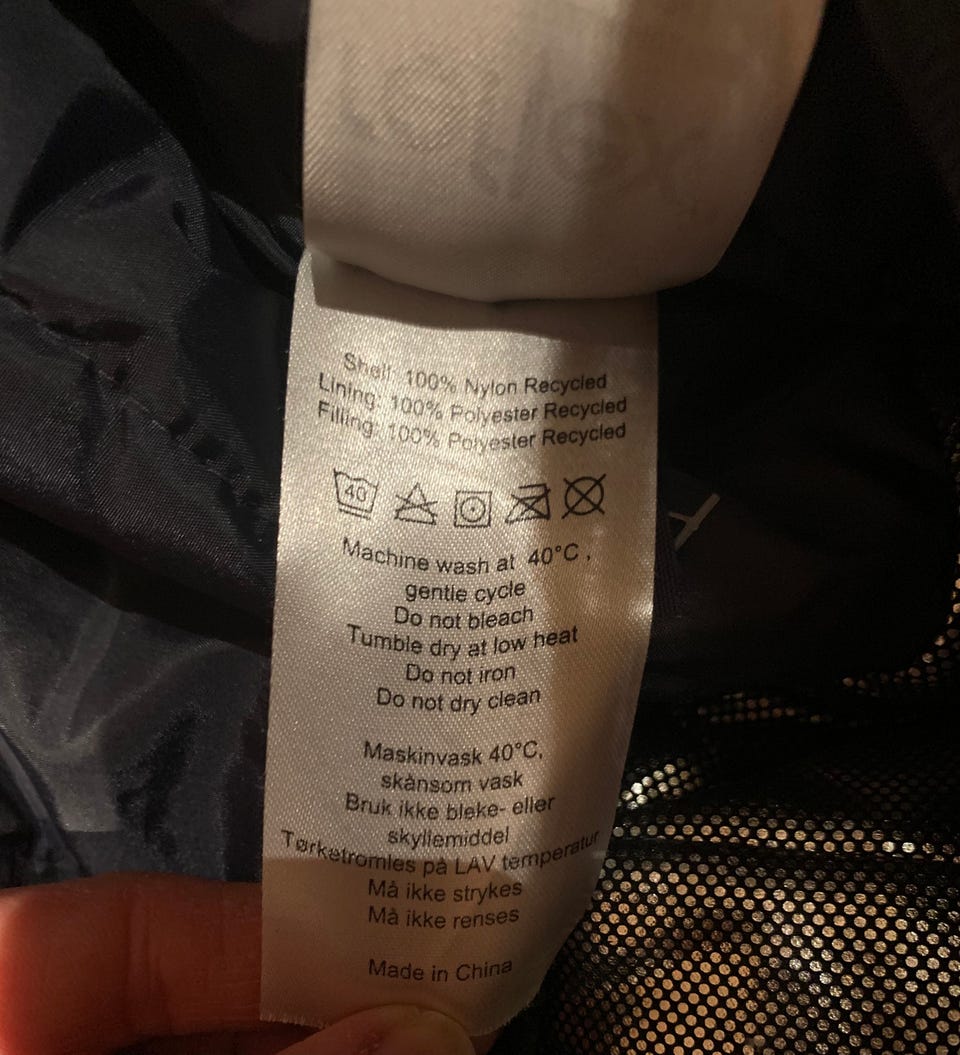 Shell: 100% Nylon Recycled
Lining: 100% Polyester Recycled
Filling: 100% Polyester Recycled
40
Machine wash at 40°C ,
gentle cycle
Do not bleach
Tumble dry at low heat
Do not iron
Do not dry clean
Maskinvask 40°C,
skånsom vask
Bruk ikke bleke- eller
skyllemiddel
Tørketromles på LAV temperatur
Må ikke strykes
Må ikke renses
Made in China